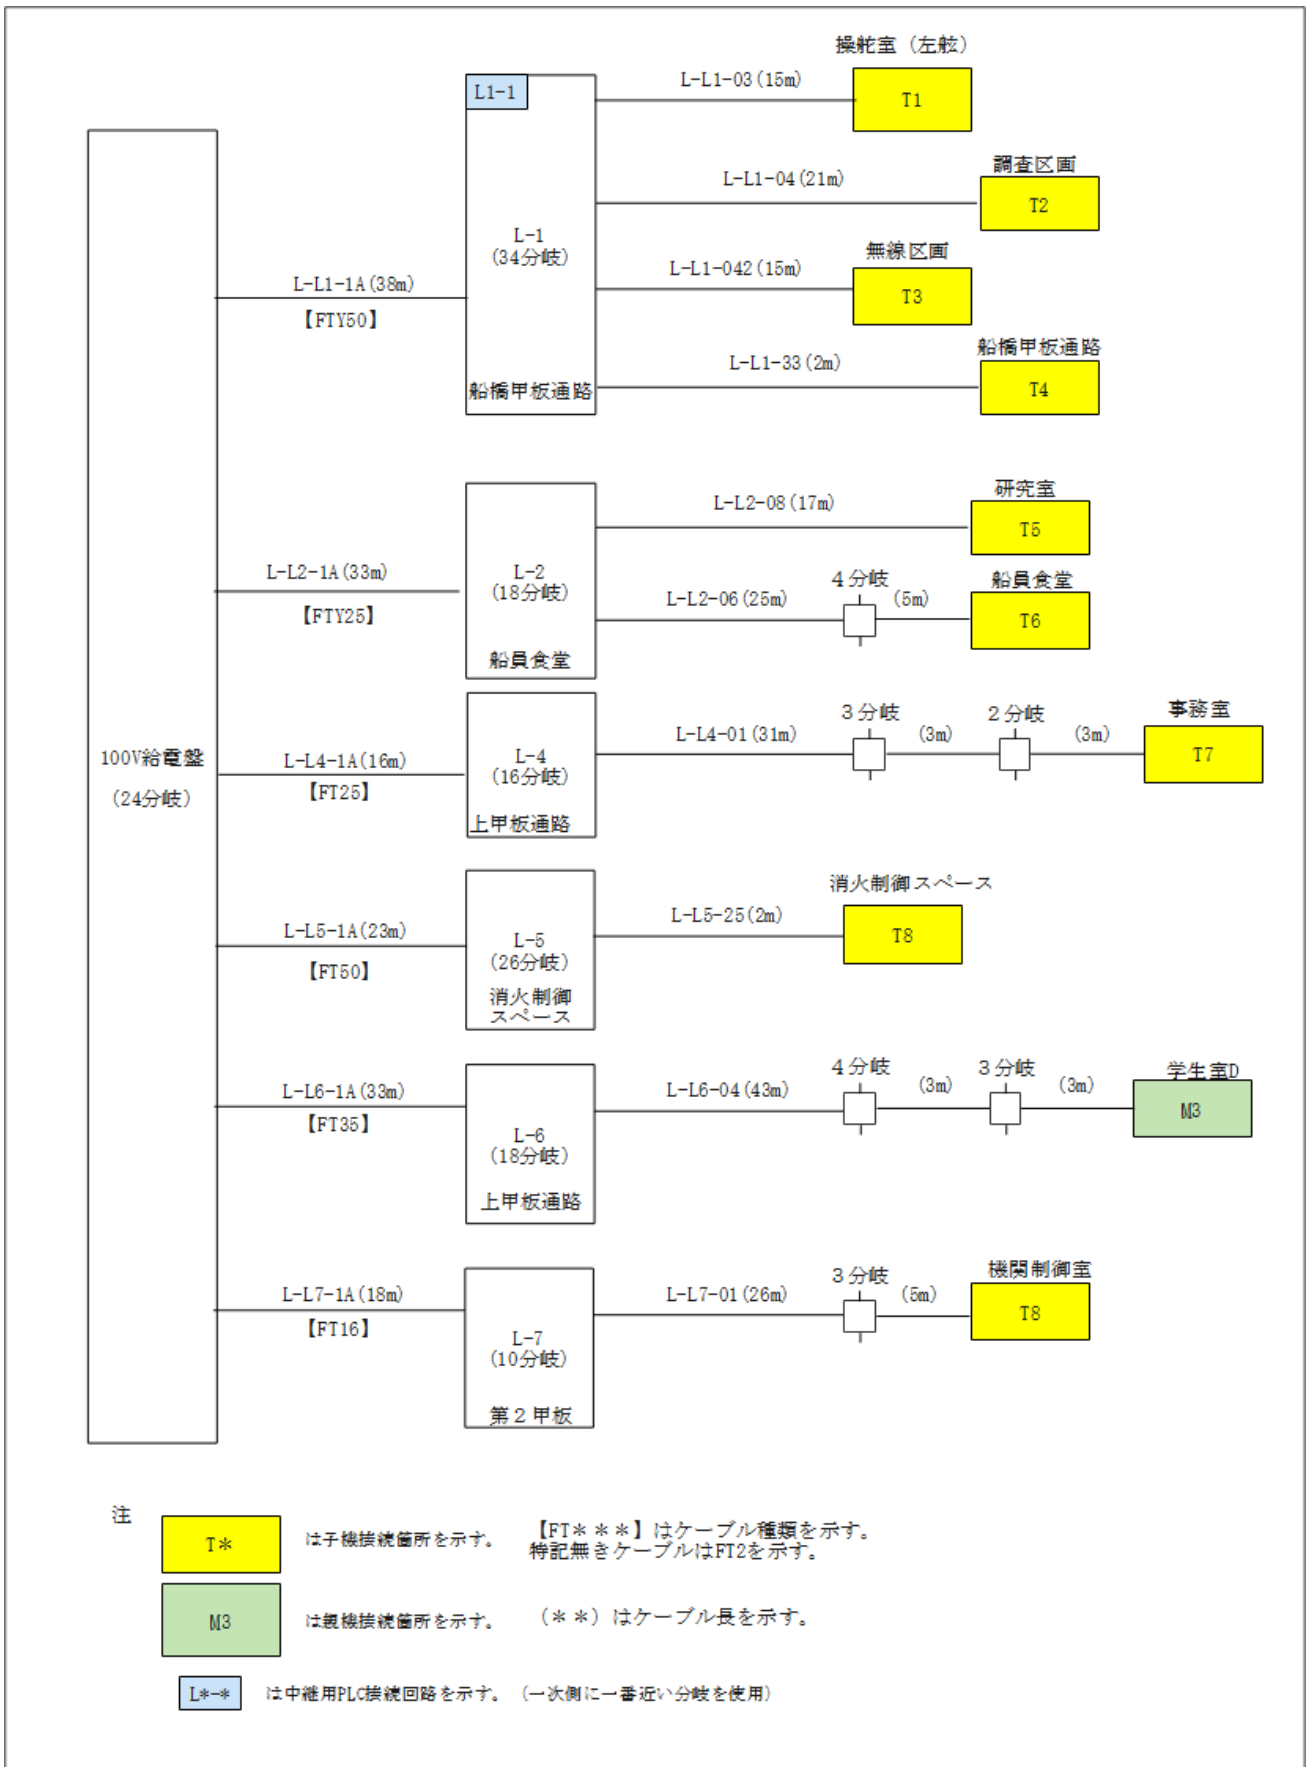 操舵室（左舷）
L1-1
L-L1-03(15m)
T1
調査区画
L-L1-04(21m)
T2
L-1
(34分岐)
無線区画
L-L1-042(15m)
T3
L-L1-1A(38m)
【FTY50】
船橋甲板通路
L-L1-33(2m)
T4
船橋甲板通路
研究室
L-L2-08(17m)
T5
L-2
(18分岐)
L-L2-1A(33m)
【FTY25】
船員食堂
L-L2-06(25m)
4分岐
(5m)
T6
船員食堂
事務室
L-L4-01(31m)
3分岐
(3m)
2分岐
(3m)
T7
100V給電盤
(24分岐)
L-L4-1A(16m)
【FT25】
L-4
(16分岐)
上甲板通路
消火制御スペース
L-L5-25(2m)
T8
L-L5-1A(23m)
【FT50】
L-5
(26分岐)
消火制御
スペース
学生室D
L-L6-04(43m)
4分岐
(3m)
3分岐
(3m)
M3
L-L6-1A(33m)
【FT35】
L-6
(18分岐)
上甲板通路
機関制御室
L-L7-01(26m)
3分岐
(5m)
T8
L-L7-1A(18m)
【FT16】
L-7
(10分岐)
第2甲板
注
T＊
は子機接続箇所を示す。
【FT＊＊＊】はケーブル種類を示す。
特記無きケーブルはFT2を示す。
M3
は親機接続箇所を示す。
（＊＊）はケーブル長を示す。
L*-*
は中継用PLC接続回路を示す。（一次側に一番近い分岐を使用）